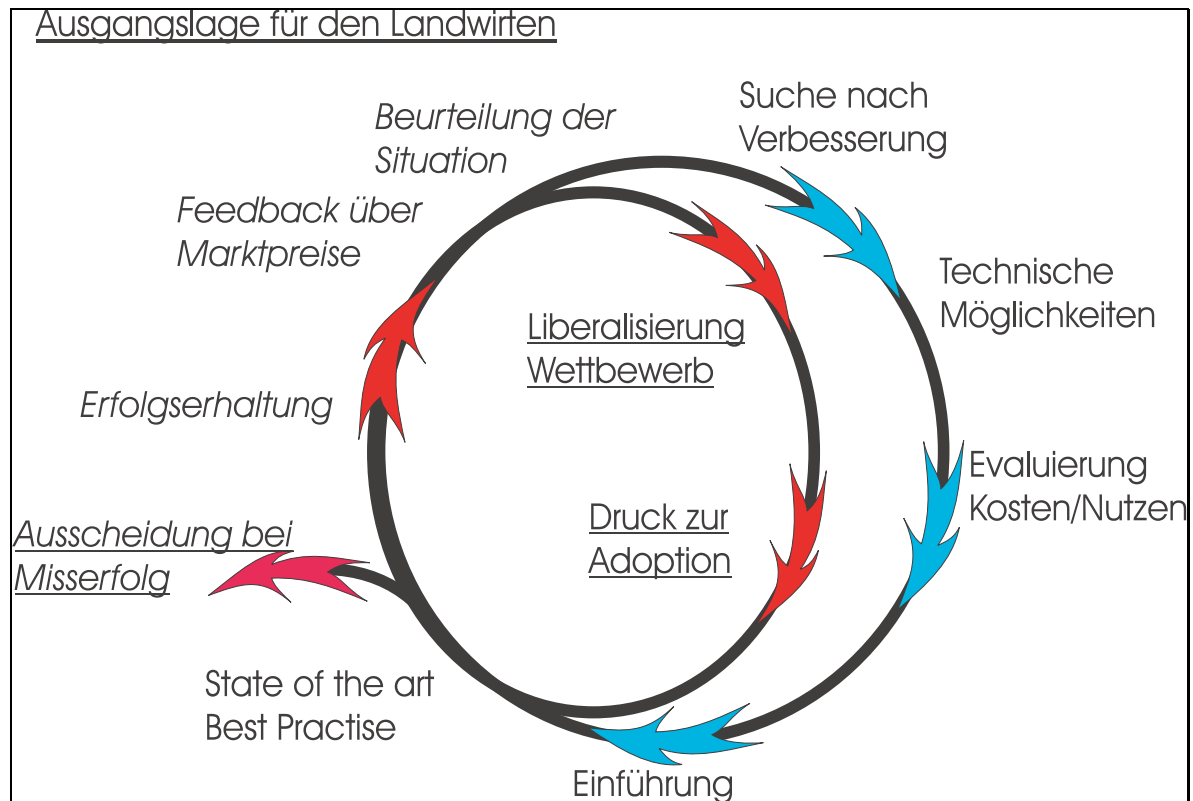 Ausgangslage für den Landwirten
Suche nach
Verbesserung
Beurteilung der
Situation
Feedback über
Marktpreise
Technische
Möglichkeiten
Liberalisierung
Wettbewerb
Erfolgserhaltung
Evaluierung
Kosten/Nutzen
Druck zur
Adoption
Ausscheidung bei
Misserfolg
State of the art
Best Practise
Einführung